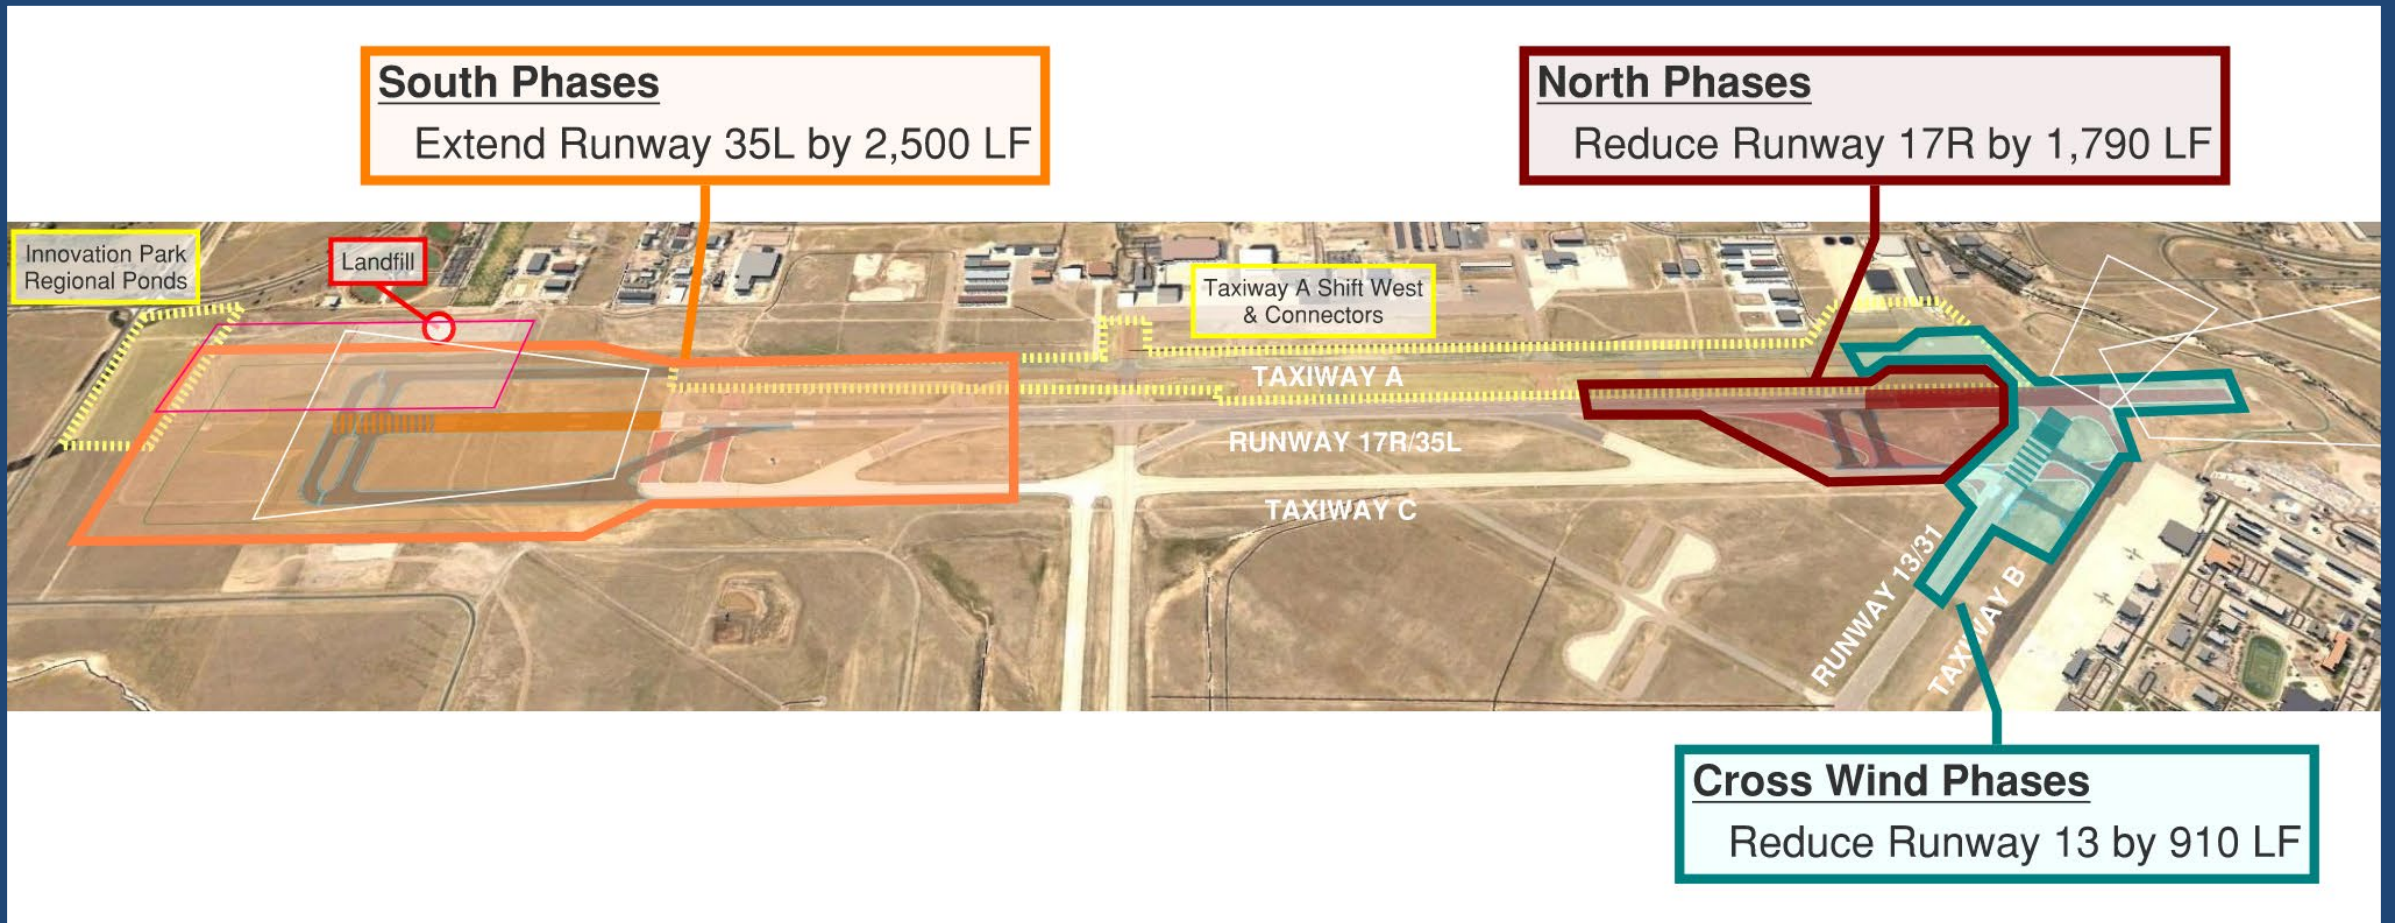 South Phases
Extend Runway 35L by 2,500 LF
North Phases
Reduce Runway 17R by 1,790 LF
Innovation Park
Regional Ponds
Landfill
Taxiway A Shift West
& Connectors
TAXIWAY A
RUNWAY 17R/35L
TAXIWAY C
RUNWAY 13/31
TAXIWAY B
Cross Wind Phases
Reduce Runway 13 by 910 LF